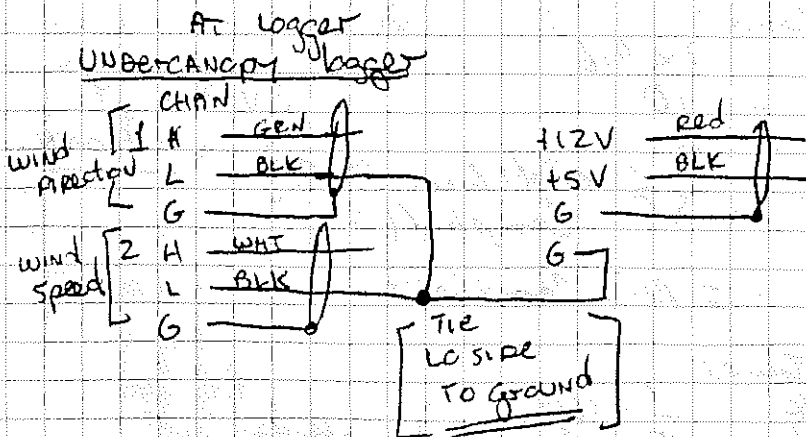 AT Logger
UNDERCANOPY Logger
CHAN
WIND Direction
1 H GRN
L BLK
G
WIND Speed
2 H WHT
L BLK
G
+12V Red
+5V BLK
G
G
TIE
LO SIDE
TO GROUND